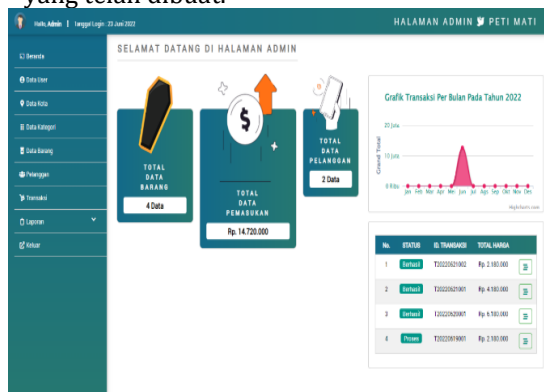 yang telah dibuat.
Hallo, Admin | Tanggal Login : 23 Juni 2022
HALAMAN ADMIN PETI MATI
SELAMAT DATANG DI HALAMAN ADMIN
Beranda
Data User
Data Kota
Data Kategori
Data Barang
Pelanggan
Transaksi
Laporan
Keluar
TOTAL
DATA
BARANG
4 Data
$
TOTAL
DATA
PEMASUKAN
Rp. 14.720.000
TOTAL
DATA
PELANGGAN
2 Data
Grafik Transaksi Per Bulan Pada Tahun 2022
Grand Total
20 Juta
10 Juta
0 Ribu
Jan Feb Mar Apr Mei Jun Jul Ags Sep Okt Nov Des
Highcharts.com
No. STATUS ID. TRANSAKSI TOTAL HARGA
1 Berhasil T20220621002 Rp. 2.180.000
2 Berhasil T20220621001 Rp. 4.180.000
3 Berhasil T20220620001 Rp. 6.180.000
4 Proses T20220619001 Rp. 2.180.000